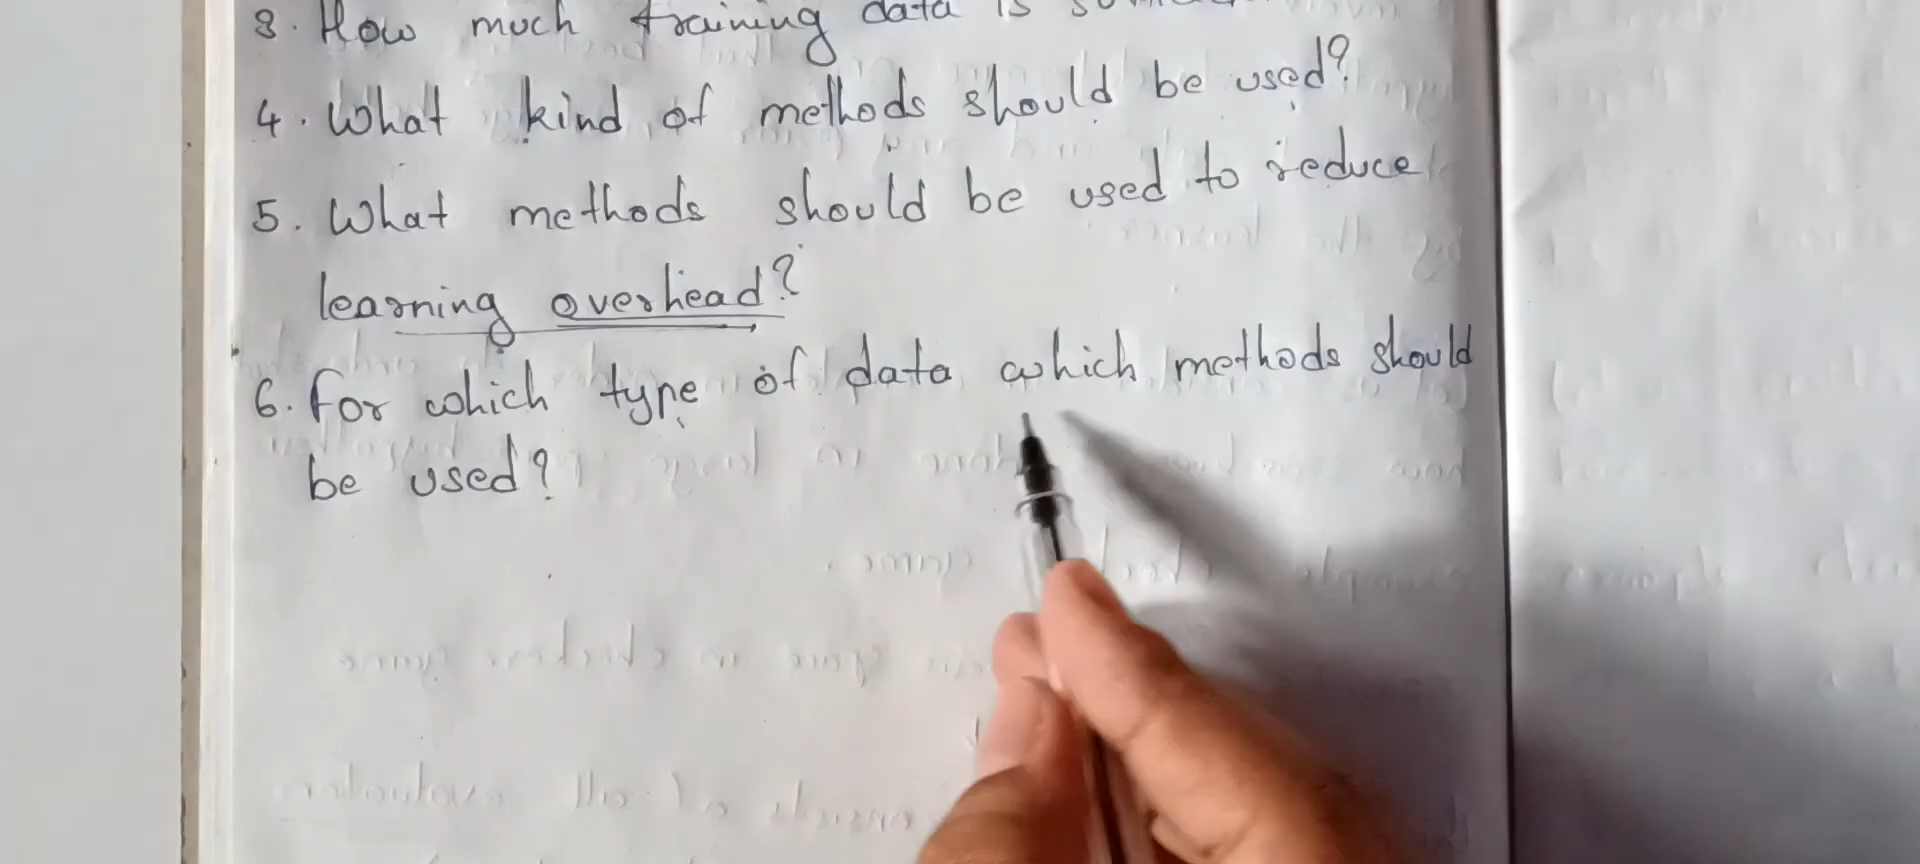 3. How much training data is
4. What kind of methods should be used?
5. What methods should be used to reduce
learning overhead?
6. For which type of data which methods should
be used?